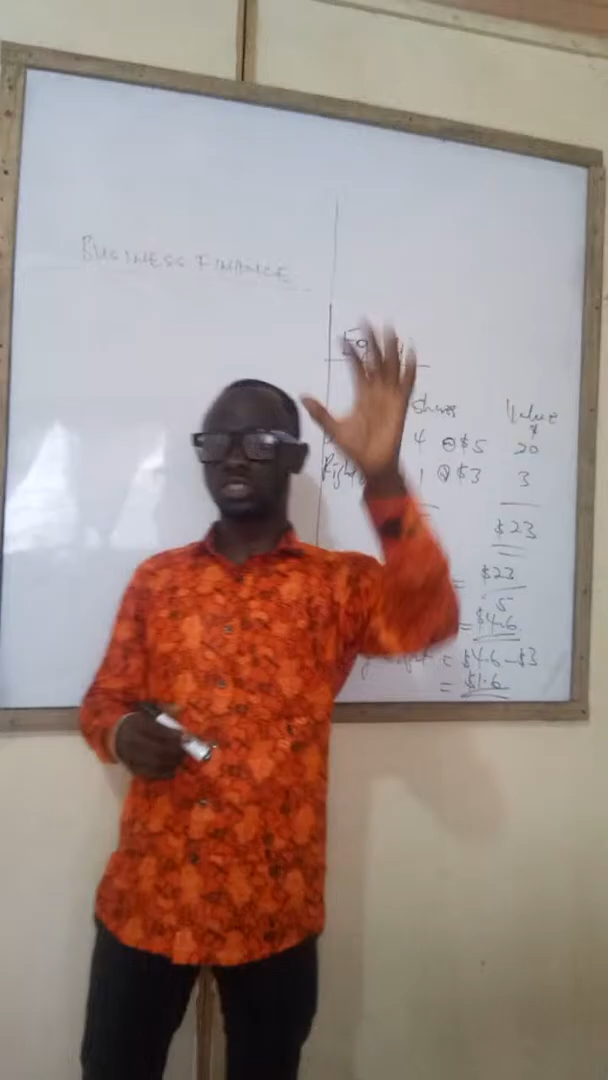 BUSINESS FINANCE
Shares Value
$
4 @ $5 20
1 @ $3 3
$23
= $23
5
= $4.6
= $4.6 - $3
= $1.6